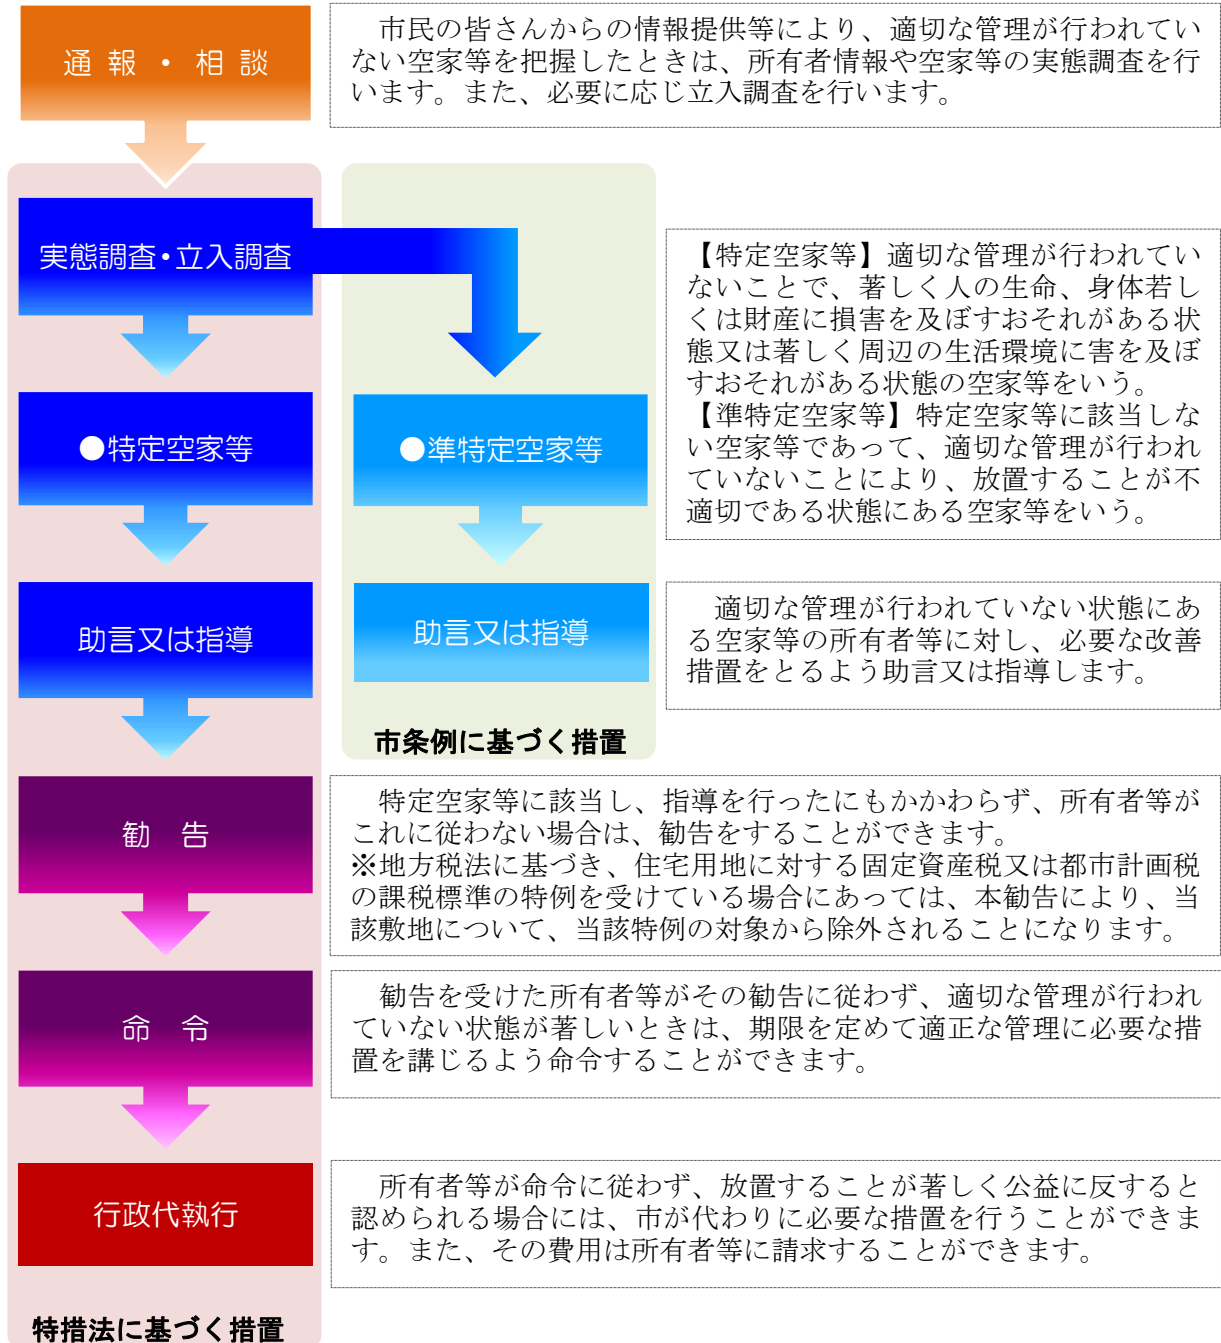 通報・相談
市民の皆さんからの情報提供等により、適切な管理が行われてい
ない空家等を把握したときは、所有者情報や空家等の実態調査を行
います。また、必要に応じ立入調査を行います。
実態調査・立入調査
【特定空家等】適切な管理が行われてい
ないことで、著しく人の生命、身体若し
くは財産に損害を及ぼすおそれがある状
態又は著しく周辺の生活環境に害を及ぼ
すおそれがある状態の空家等をいう。
【準特定空家等】特定空家等に該当しな
い空家等であって、適切な管理が行われ
ていないことにより、放置することが不
適切である状態にある空家等をいう。
●特定空家等
●準特定空家等
助言又は指導
助言又は指導
適切な管理が行われていない状態にあ
る空家等の所有者等に対し、必要な改善
措置をとるよう助言又は指導します。
市条例に基づく措置
勧 告
特定空家等に該当し、指導を行ったにもかかわらず、所有者等が
これに従わない場合は、勧告をすることができます。
※地方税法に基づき、住宅用地に対する固定資産税又は都市計画税
の課税標準の特例を受けている場合にあっては、本勧告により、当
該敷地について、当該特例の対象から除外されることになります。
命 令
勧告を受けた所有者等がその勧告に従わず、適切な管理が行われ
ていない状態が著しいときは、期限を定めて適正な管理に必要な措
置を講じるよう命令することができます。
行政代執行
所有者等が命令に従わず、放置することが著しく公益に反すると
認められる場合には、市が代わりに必要な措置を行うことができま
す。また、その費用は所有者等に請求することができます。
特措法に基づく措置